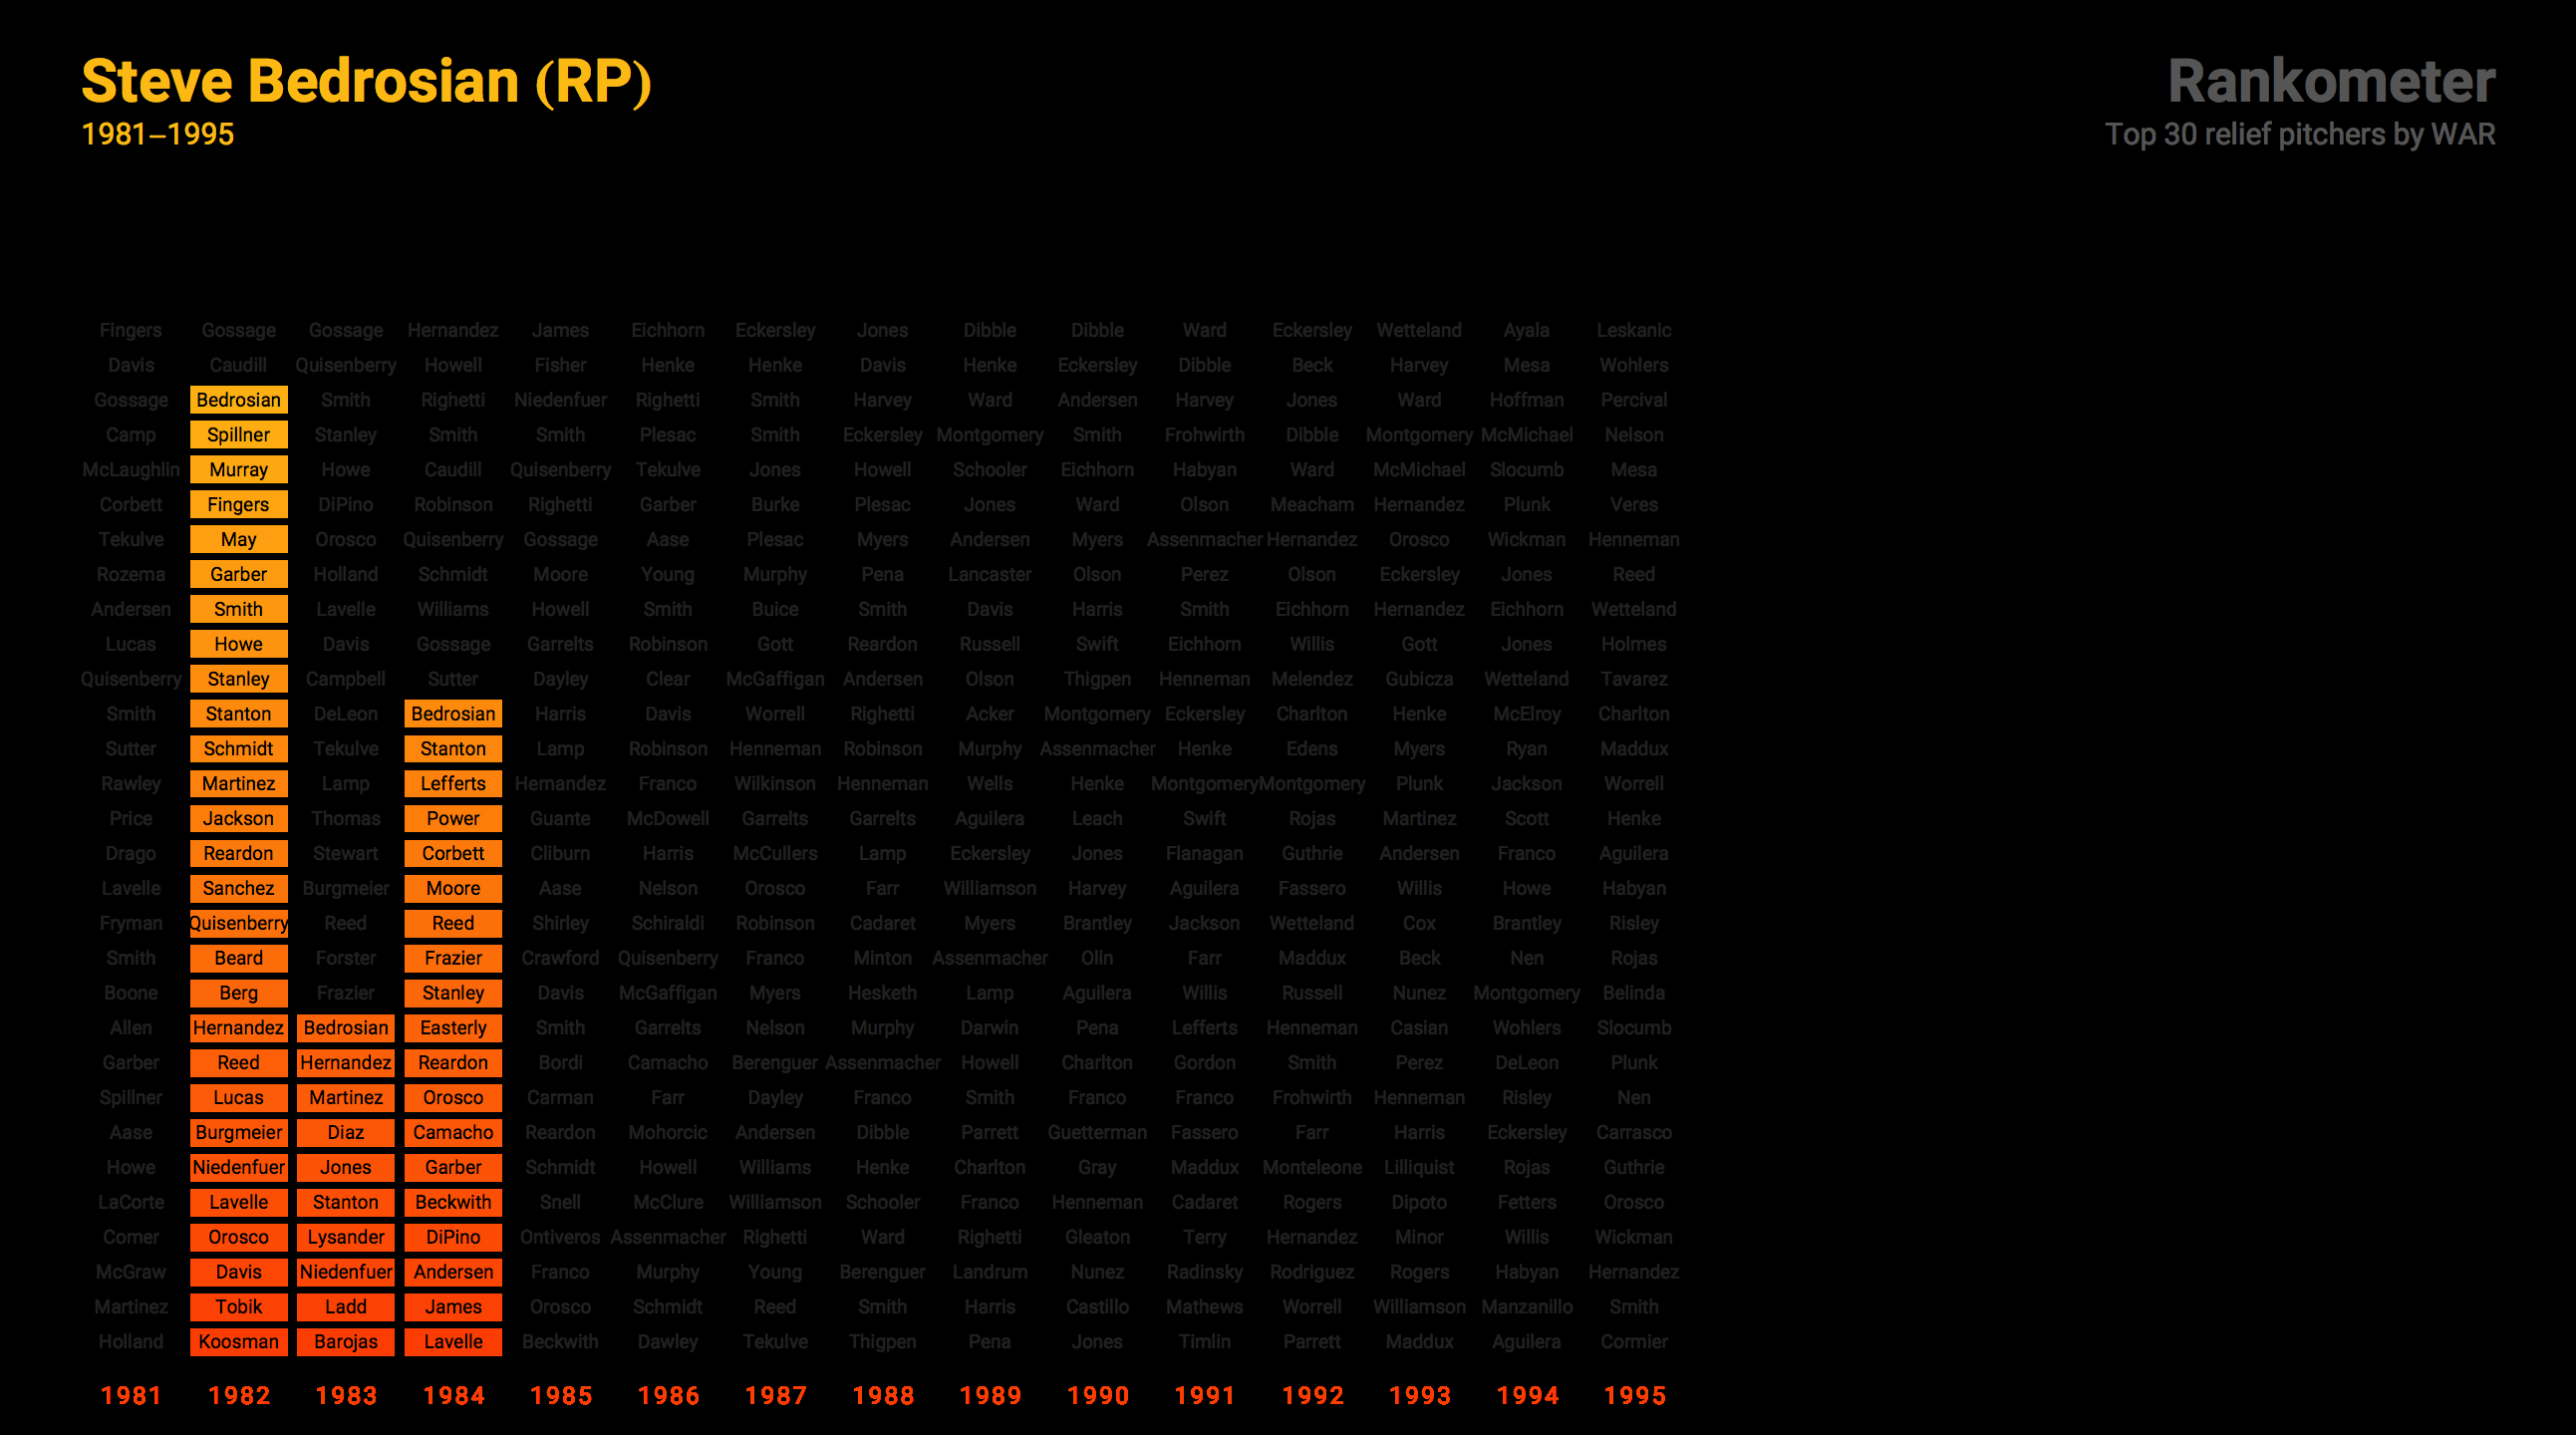 Steve Bedrosian (RP)
1981–1995
Rankometer
Top 30 relief pitchers by WAR
Fingers Gossage Gossage Hernandez James Eichhorn Eckersley Jones Dibble Dibble Ward Eckersley Wetteland Ayala Leskanic
Davis Caudill Quisenberry Howell Fisher Henke Henke Davis Henke Eckersley Dibble Beck Harvey Mesa Wohlers
Gossage Bedrosian Smith Righetti Niedenfuer Righetti Smith Harvey Ward Andersen Harvey Jones Ward Hoffman Percival
Camp Spillner Stanley Smith Smith Plesac Smith Eckersley Montgomery Smith Frohwirth Dibble Montgomery McMichael Nelson
McLaughlin Murray Howe Caudill Quisenberry Tekulve Jones Howell Schooler Eichhorn Habyan Ward McMichael Slocumb Mesa
Corbett Fingers DiPino Robinson Righetti Garber Burke Plesac Jones Ward Olson Meacham Hernandez Plunk Veres
Tekulve May Orosco Quisenberry Gossage Aase Plesac Myers Andersen Myers Assenmacher Hernandez Orosco Wickman Henneman
Rozema Garber Holland Schmidt Moore Young Murphy Pena Lancaster Olson Perez Olson Eckersley Jones Reed
Andersen Smith Lavelle Williams Howell Smith Buice Smith Davis Harris Smith Eichhorn Hernandez Eichhorn Wetteland
Lucas Howe Davis Gossage Garrelts Robinson Gott Reardon Russell Swift Eichhorn Willis Gott Jones Holmes
Quisenberry Stanley Campbell Sutter Dayley Clear McGaffigan Andersen Olson Thigpen Henneman Melendez Gubicza Wetteland Tavarez
Smith Stanton DeLeon Bedrosian Harris Davis Worrell Righetti Acker Montgomery Eckersley Charlton Henke McElroy Charlton
Sutter Schmidt Tekulve Stanton Lamp Robinson Henneman Robinson Murphy Assenmacher Henke Edens Myers Ryan Maddux
Rawley Martinez Lamp Lefferts Hernandez Franco Wilkinson Henneman Wells Henke Montgomery Montgomery Plunk Jackson Worrell
Price Jackson Thomas Power Guante McDowell Garrelts Garrelts Aguilera Leach Swift Rojas Martinez Scott Henke
Drago Reardon Stewart Corbett Cliburn Harris McCullers Lamp Eckersley Jones Flanagan Guthrie Andersen Franco Aguilera
Lavelle Sanchez Burgmeier Moore Aase Nelson Orosco Farr Williamson Harvey Aguilera Fassero Willis Howe Habyan
Fryman Quisenberry Reed Reed Shirley Schiraldi Robinson Cadaret Myers Brantley Jackson Wetteland Cox Brantley Risley
Smith Beard Forster Frazier Crawford Quisenberry Franco Minton Assenmacher Olin Farr Maddux Beck Nen Rojas
Boone Berg Frazier Stanley Davis McGaffigan Myers Hesketh Lamp Aguilera Willis Russell Nunez Montgomery Belinda
Allen Hernandez Bedrosian Easterly Smith Garrelts Nelson Murphy Darwin Pena Lefferts Henneman Casian Wohlers Slocumb
Garber Reed Hernandez Reardon Bordi Camacho Berenguer Assenmacher Howell Charlton Gordon Smith Perez DeLeon Plunk
Spillner Lucas Martinez Orosco Carman Farr Dayley Franco Smith Franco Franco Frohwirth Henneman Risley Nen
Aase Burgmeier Diaz Camacho Reardon Mohorcic Andersen Dibble Parrett Guetterman Fassero Farr Harris Eckersley Carrasco
Howe Niedenfuer Jones Garber Schmidt Howell Williams Henke Charlton Gray Maddux Monteleone Lilliquist Rojas Guthrie
LaCorte Lavelle Stanton Beckwith Snell McClure Williamson Schooler Franco Henneman Cadaret Rogers Dipoto Fetters Orosco
Comer Orosco Lysander DiPino Ontiveros Assenmacher Righetti Ward Righetti Gleaton Terry Hernandez Minor Willis Wickman
McGraw Davis Niedenfuer Andersen Franco Murphy Young Berenguer Landrum Nunez Radinsky Rodriguez Rogers Habyan Hernandez
Martinez Tobik Ladd James Orosco Schmidt Reed Smith Harris Castillo Mathews Worrell Williamson Manzanillo Smith
Holland Koosman Barojas Lavelle Beckwith Dawley Tekulve Thigpen Pena Jones Timlin Parrett Maddux Aguilera Cormier
1981 1982 1983 1984 1985 1986 1987 1988 1989 1990 1991 1992 1993 1994 1995